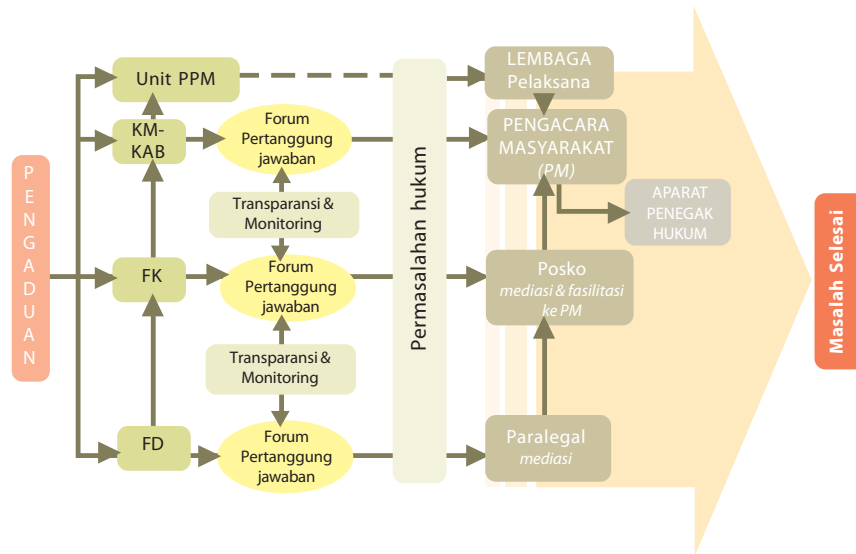 PENGADUAN
Unit PPM
KM-
KAB
FK
FD
Forum
Pertanggung
jawaban
Transparansi &
Monitoring
Forum
Pertanggung
jawaban
Transparansi &
Monitoring
Forum
Pertanggung
jawaban
Permasalahan hukum
LEMBAGA
Pelaksana
PENGACARA
MASYARAKAT
(PM)
APARAT
PENEGAK
HUKUM
Posko
mediasi & fasilitasi
ke PM
Paralegal
mediasi
Masalah Selesai